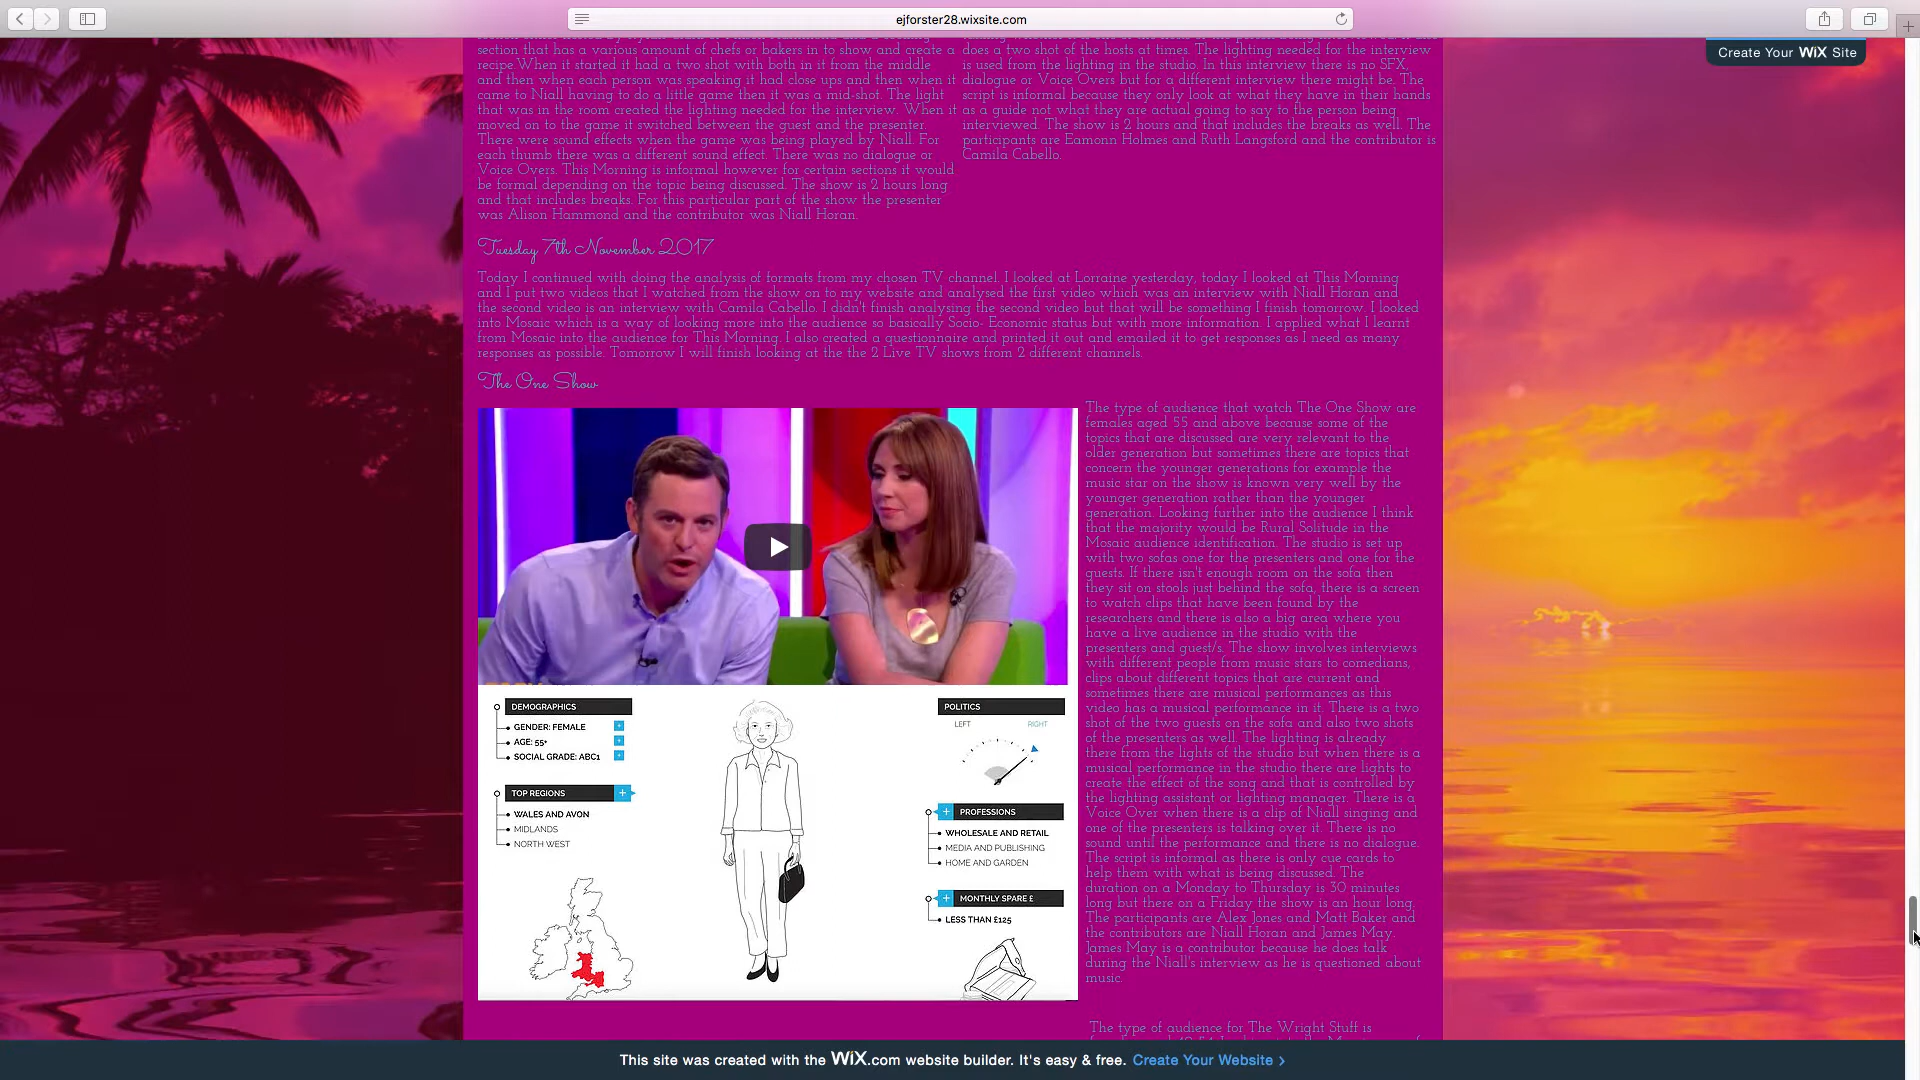 ejforster28.wixsite.com
Create Your WiX Site
section that has a various amount of chefs or bakers in to show and create a
recipe.When it started it had a two shot with both in it from the middle
and then when each person was speaking it had close ups and then when it
came to Niall having to do a little game then it was a mid-shot. The light
that was in the room created the lighting needed for the interview. When it
moved on to the game it switched between the guest and the presenter.
There were sound effects when the game was being played by Niall. For
each thumb there was a different sound effect. There was no dialogue or
Voice Overs. This Morning is informal however for certain sections it would
be formal depending on the topic being discussed. The show is 2 hours long
and that includes breaks. For this particular part of the show the presenter
was Alison Hammond and the contributor was Niall Horan.
does a two shot of the hosts at times. The lighting needed for the interview
is used from the lighting in the studio. In this interview there is no SFX,
dialogue or Voice Overs but for a different interview there might be. The
script is informal because they only look at what they have in their hands
as a guide not what they are actual going to say to the person being
interviewed. The show is 2 hours and that includes the breaks as well. The
participants are Eamonn Holmes and Ruth Langsford and the contributor is
Camila Cabello.
Tuesday 7th November 2017
Today I continued with doing the analysis of formats from my chosen TV channel. I looked at Lorraine yesterday, today I looked at This Morning
and I put two videos that I watched from the show on to my website and analysed the first video which was an interview with Niall Horan and
the second video is an interview with Camila Cabello. I didn't finish analysing the second video but that will be something I finish tomorrow. I looked
into Mosaic which is a way of looking more into the audience so basically Socio- Economic status but with more information. I applied what I learnt
from Mosaic into the audience for This Morning. I also created a questionnaire and printed it out and emailed it to get responses as I need as many
responses as possible. Tomorrow I will finish looking at the the 2 Live TV shows from 2 different channels.
The One Show
The type of audience that watch The One Show are
females aged 55 and above because some of the
topics that are discussed are very relevant to the
older generation but sometimes there are topics that
concern the younger generations for example the
music star on the show is known very well by the
younger generation rather than the younger
generation. Looking further into the audience I think
that the majority would be Rural Solitude in the
Mosaic audience identification. The studio is set up
with two sofas one for the presenters and one for the
guests. If there isn't enough room on the sofa then
they sit on stools just behind the sofa, there is a screen
to watch clips that have been found by the
researchers and there is also a big area where you
have a live audience in the studio with the
presenters and guest/s. The show involves interviews
with different people from music stars to comedians,
clips about different topics that are current and
sometimes there are musical performances as this
video has a musical performance in it. There is a two
shot of the two guests on the sofa and also two shots
of the presenters as well. The lighting is already
there from the lights of the studio but when there is a
musical performance in the studio there are lights to
create the effect of the song and that is controlled by
the lighting assistant or lighting manager. There is a
Voice Over when there is a clip of Niall singing and
one of the presenters is talking over it. There is no
sound until the performance and there is no dialogue.
The script is informal as there is only cue cards to
help them with what is being discussed. The
duration on a Monday to Thursday is 30 minutes
long but there on a Friday the show is an hour long.
The participants are Alex Jones and Matt Baker and
the contributors are Niall Horan and James May.
James May is a contributor because he does talk
during the Niall's interview as he is questioned about
music.
DEMOGRAPHICS
GENDER: FEMALE
AGE: 55+
SOCIAL GRADE: ABC1
TOP REGIONS
WALES AND AVON
MIDLANDS
NORTH WEST
POLITICS
LEFT RIGHT
PROFESSIONS
WHOLESALE AND RETAIL
MEDIA AND PUBLISHING
HOME AND GARDEN
MONTHLY SPARE £
LESS THAN £125
The type of audience for The Wright Stuff is
This site was created with the WiX.com website builder. It's easy & free. Create Your Website >